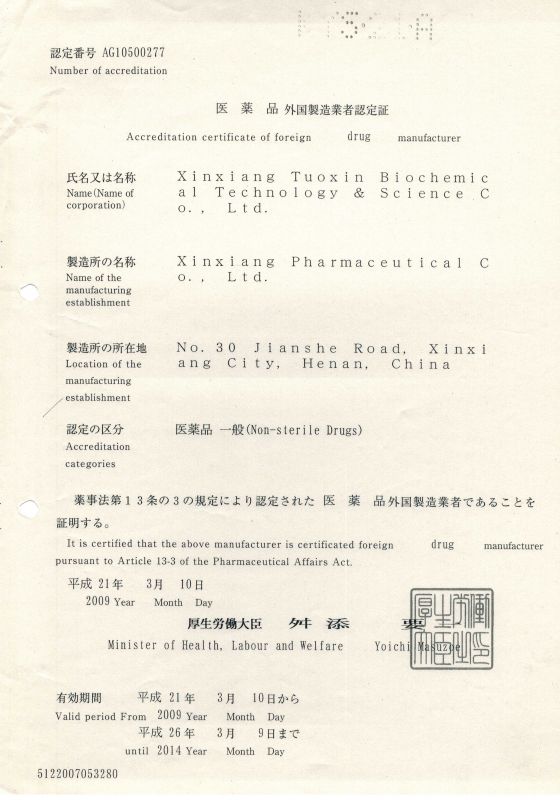 認定番号 AG10500277
Number of accreditation
医 薬 品 外国製造業者認定証
Accreditation certificate of foreign drug manufacturer
氏名又は名称 Xinxiang Tuoxin Biochemic
Name(Name of al Technology & Science C
corporation) o., Ltd.
製造所の名称 Xinxiang Pharmaceutical C
Name of the o., Ltd.
manufacturing
establishment
製造所の所在地 No.30 Jianshe Road, Xinxi
Location of the ang City, Henan, China
manufacturing
establishment
認定の区分 医薬品 一般(Non-sterile Drugs)
Accreditation
categories
薬事法第13条の3の規定により認定された 医 薬 品外国製造業者であることを
証明する。
It is certified that the above manufacturer is certificated foreign drug manufacturer
pursuant to Article 13-3 of the Pharmaceutical Affairs Act.
平成 21年 3月 10日
2009 Year Month Day
厚生労働大臣 舛添 要一
Minister of Health, Labour and Welfare Yoichi Masuzoe
有効期間 平成 21年 3月 10日から
Valid period From 2009 Year Month Day
平成 26年 3月 9日まで
until 2014 Year Month Day
5122007053280